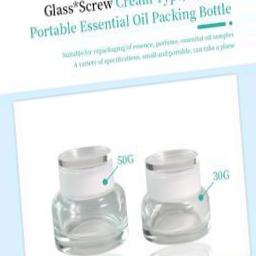 Glass*Screw Cream Type,
Portable Essential Oil Packing Bottle
Suitable for repackaging of essence, perfume, essential oil samples
A variety of specifications, small and portable, can take a plane
50G
30G